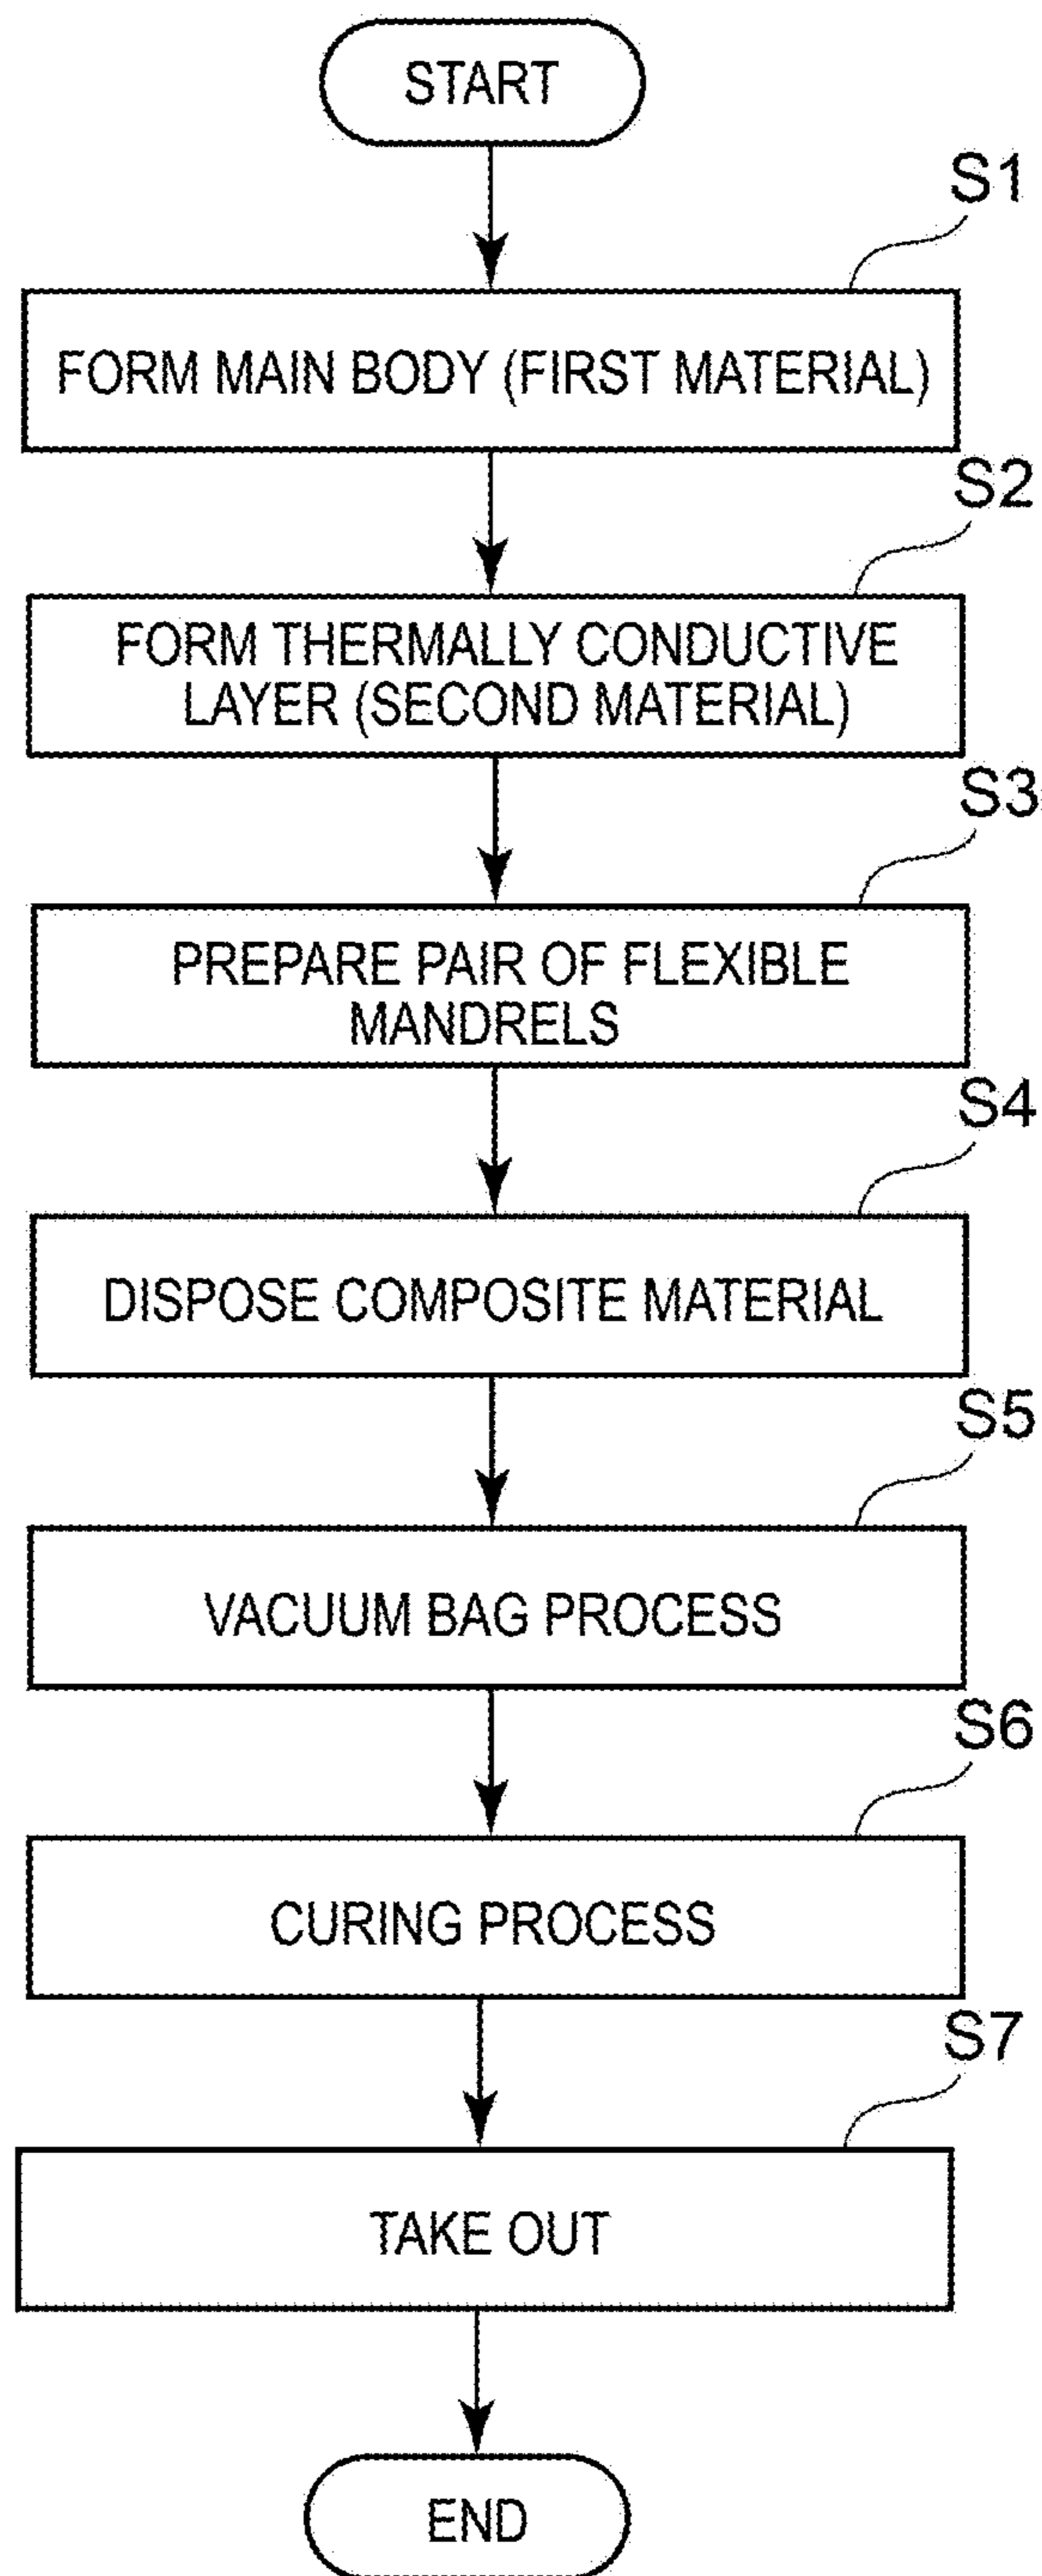 START
S1
FORM MAIN BODY (FIRST MATERIAL)
S2
FORM THERMALLY CONDUCTIVE
LAYER (SECOND MATERIAL)
S3
PREPARE PAIR OF FLEXIBLE
MANDRELS
S4
DISPOSE COMPOSITE MATERIAL
S5
VACUUM BAG PROCESS
S6
CURING PROCESS
S7
TAKE OUT
END